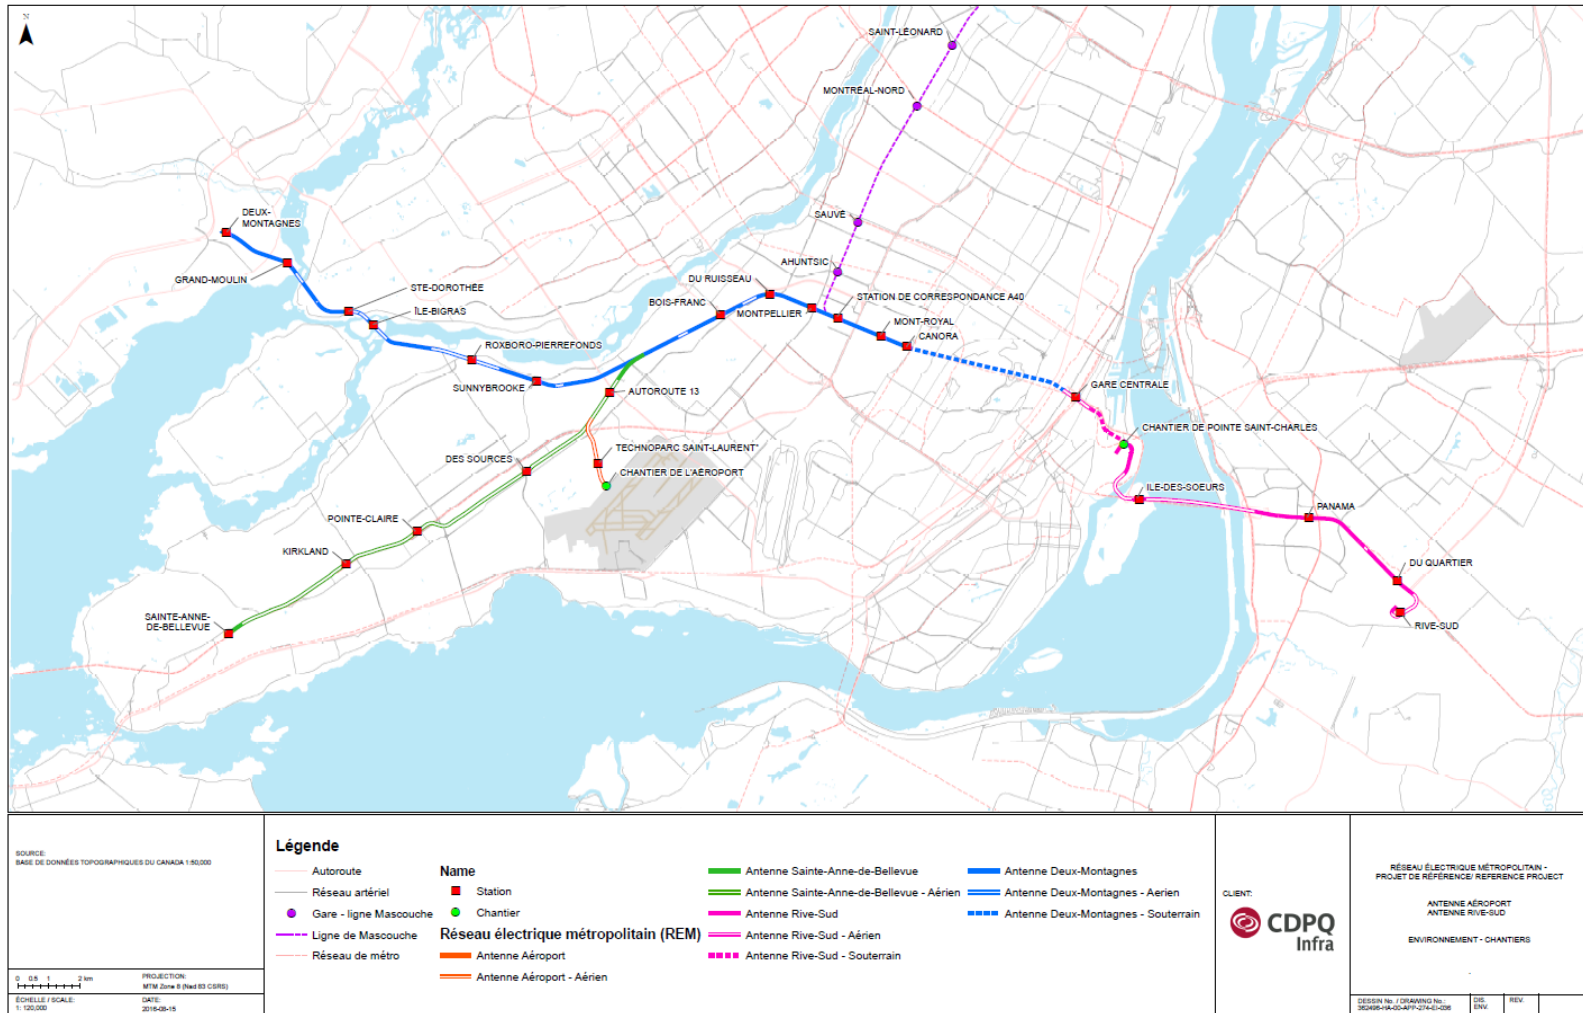 N
SAINT-LÉONARD
MONTRÉAL-NORD
SAUVÉ
AHUNTSIC
DEUX-
MONTAGNES
GRAND-MOULIN
STE-DOROTHÉE
ÎLE-BIGRAS
ROXBORO-PIERREFONDS
SUNNYBROOKE
BOIS-FRANC
DU RUISSEAU
MONTPELLIER
STATION DE CORRESPONDANCE A40
MONT-ROYAL
CANORA
GARE CENTRALE
CHANTIER DE POINTE SAINT-CHARLES
AUTOROUTE 13
TECHNOPARC SAINT-LAURENT*
CHANTIER DE L'AÉROPORT
DES SOURCES
POINTE-CLAIRE
KIRKLAND
SAINTE-ANNE-
DE-BELLEVUE
ILE-DES-SOEURS
PANAMA
DU QUARTIER
RIVE-SUD
SOURCE:
BASE DE DONNÉES TOPOGRAPHIQUES DU CANADA 1:50,000
0 0.5 1 2 km
PROJECTION:
MTM Zone 8 (Nad 83 CSRS)
ÉCHELLE / SCALE:
1: 120,000
DATE:
2016-08-15
Légende
Autoroute
Réseau artériel
Gare - ligne Mascouche
Ligne de Mascouche
Réseau de métro
Name
Station
Chantier
Réseau électrique métropolitain (REM)
Antenne Aéroport
Antenne Aéroport - Aérien
Antenne Sainte-Anne-de-Bellevue
Antenne Sainte-Anne-de-Bellevue - Aérien
Antenne Rive-Sud
Antenne Rive-Sud - Aérien
Antenne Rive-Sud - Souterrain
Antenne Deux-Montagnes
Antenne Deux-Montagnes - Aerien
Antenne Deux-Montagnes - Souterrain
CLIENT:
CDPQ
Infra
RÉSEAU ÉLECTRIQUE MÉTROPOLITAIN -
PROJET DE RÉFÉRENCE/ REFERENCE PROJECT
ANTENNE AÉROPORT
ANTENNE RIVE-SUD
ENVIRONNEMENT - CHANTIERS
DESSIN No. / DRAWING No.:
DIS.
ENV.
REV.